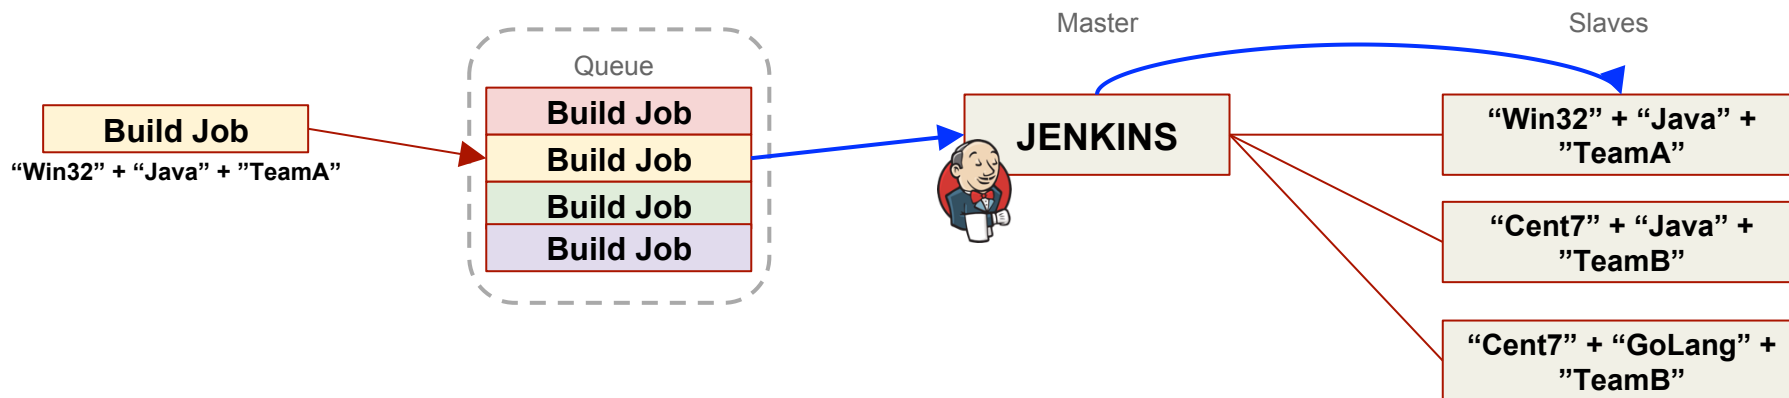 Build Job
“Win32” + “Java” + ”TeamA”
Queue
Build Job
Build Job
Build Job
Build Job
Master
JENKINS
Slaves
“Win32” + “Java” +
”TeamA”
“Cent7” + “Java” +
”TeamB”
“Cent7” + “GoLang” +
”TeamB”